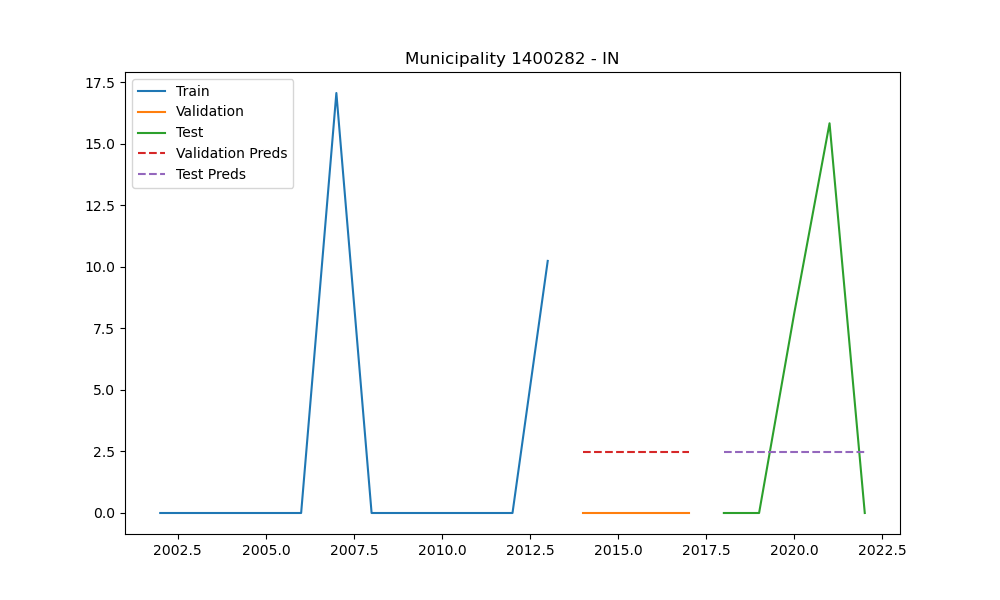 Municipality 1400282 - IN
Train
Validation
Test
Validation Preds
Test Preds
17.5
15.0
12.5
10.0
7.5
5.0
2.5
0.0
2002.5 2005.0 2007.5 2010.0 2012.5 2015.0 2017.5 2020.0 2022.5